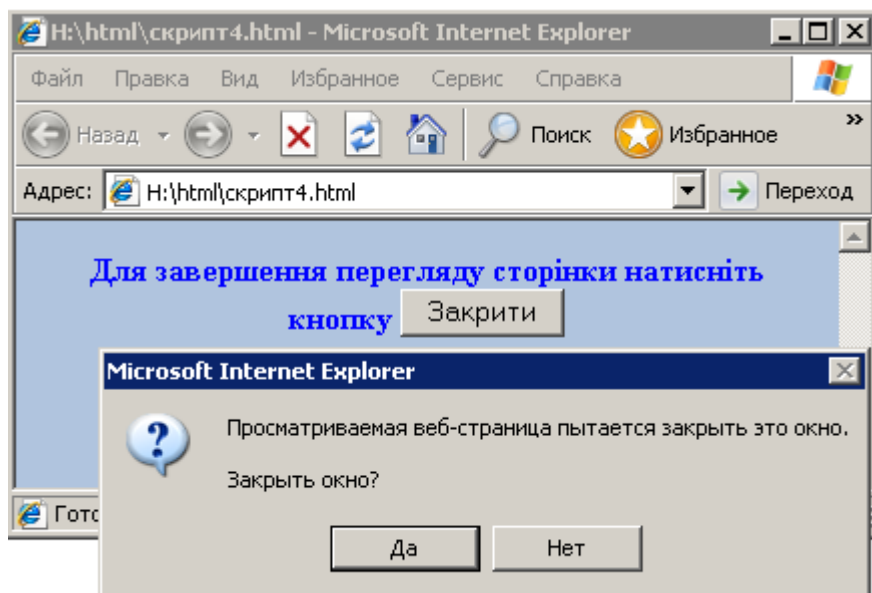 H:\html\скрипт4.html - Microsoft Internet Explorer
Файл Правка Вид Избранное Сервис Справка
Назад Поиск Избранное »
Адрес: H:\html\скрипт4.html Переход
Для завершення перегляду сторінки натисніть
кнопку Закрити
Microsoft Internet Explorer
Просматриваемая веб-страница пытается закрыть это окно.
Закрыть окно?
Да Нет